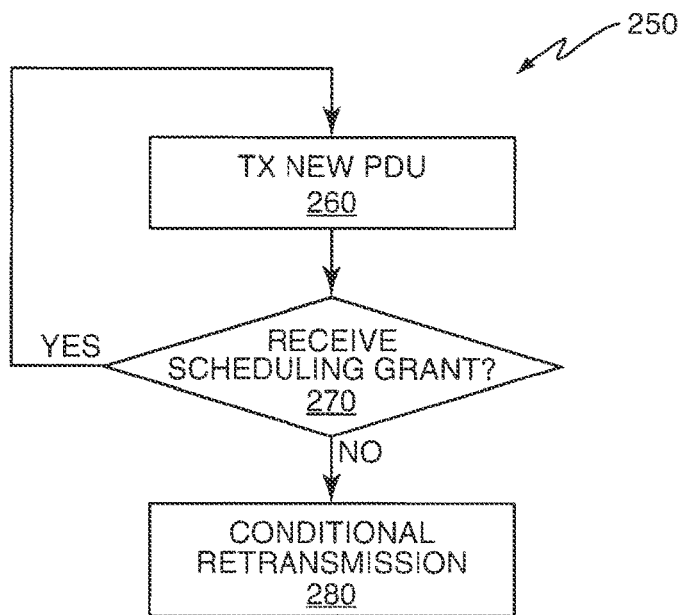 250
TX NEW PDU
260
YES
RECEIVE
SCHEDULING GRANT?
270
NO
CONDITIONAL
RETRANSMISSION
280